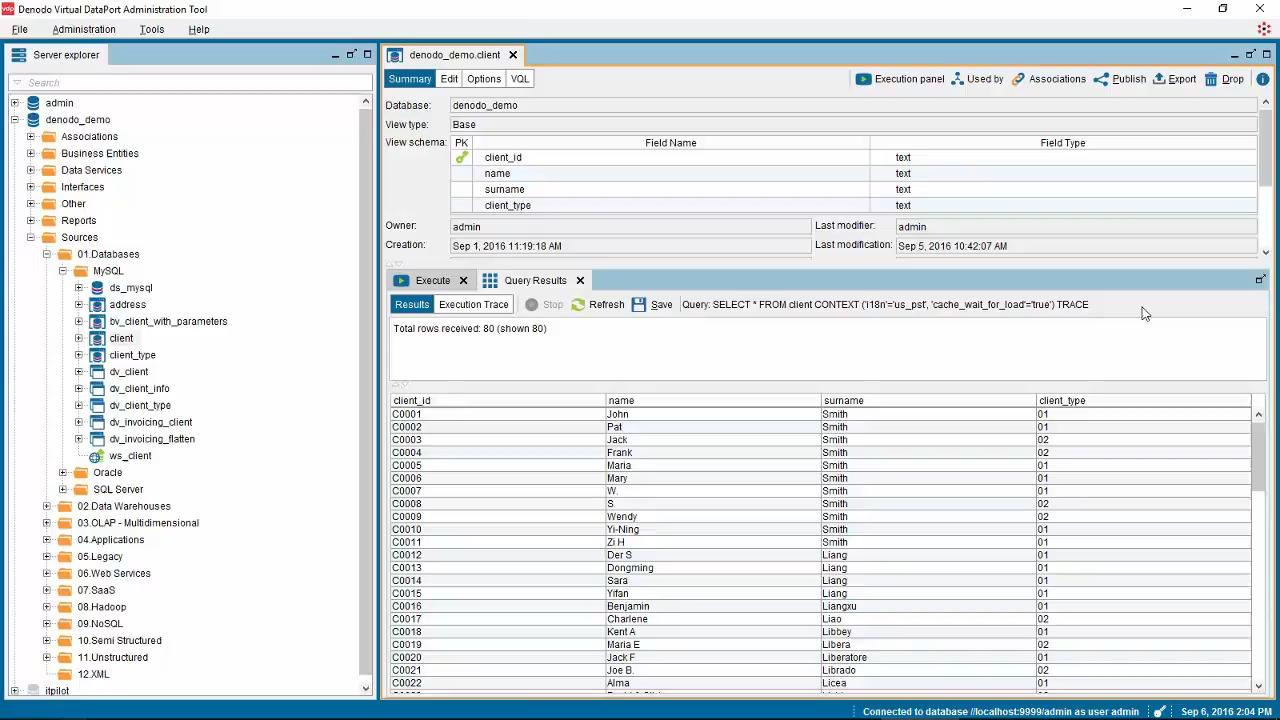 vdp Denodo Virtual DataPort Administration Tool
File Administration Tools Help
Server explorer
Search
admin
denodo_demo
Associations
Business Entities
Data Services
Interfaces
Other
Reports
Sources
01.Databases
MySQL
ds_mysql
address
bv_client_with_parameters
client
client_type
dv_client
dv_client_info
dv_client_type
dv_invoicing_client
dv_invoicing_flatten
ws_client
Oracle
SQL Server
02.Data Warehouses
03.OLAP - Multidimensional
04.Applications
05.Legacy
06.Web Services
07.SaaS
08.Hadoop
09.NoSQL
10.Semi Structured
11.Unstructured
12.XML
itpilot
denodo_demo.client
Summary Edit Options VQL Execution panel Used by Associations Publish Export Drop
Database: denodo_demo
View type: Base
View schema: PK Field Name Field Type
client_id text
name text
surname text
client_type text
Owner: admin Last modifier: admin
Creation: Sep 1, 2016 11:19:18 AM Last modification: Sep 5, 2016 10:42:07 AM
Execute Query Results
Results Execution Trace Stop Refresh Save Query: SELECT * FROM client CONTEXT ('i18n'='us_pst', 'cache_wait_for_load'='true') TRACE
Total rows received: 80 (shown 80)
client_id name surname client_type
C0001 John Smith 01
C0002 Pat Smith 01
C0003 Jack Smith 02
C0004 Frank Smith 02
C0005 Maria Smith 01
C0006 Mary Smith 01
C0007 W. Smith 01
C0008 S Smith 02
C0009 Wendy Smith 02
C0010 Yi-Ning Smith 01
C0011 Zi H Smith 01
C0012 Der S Liang 01
C0013 Dongming Liang 01
C0014 Sara Liang 01
C0015 Yifan Liang 01
C0016 Benjamin Liangxu 01
C0017 Charlene Liao 02
C0018 Kent A Libbey 01
C0019 Maria E Libera 02
C0020 Jack F Liberatore 01
C0021 Joe B. Librado 02
C0022 Alma Licea 01
Connected to database //localhost:9999/admin as user admin Sep 6, 2016 2:04 PM